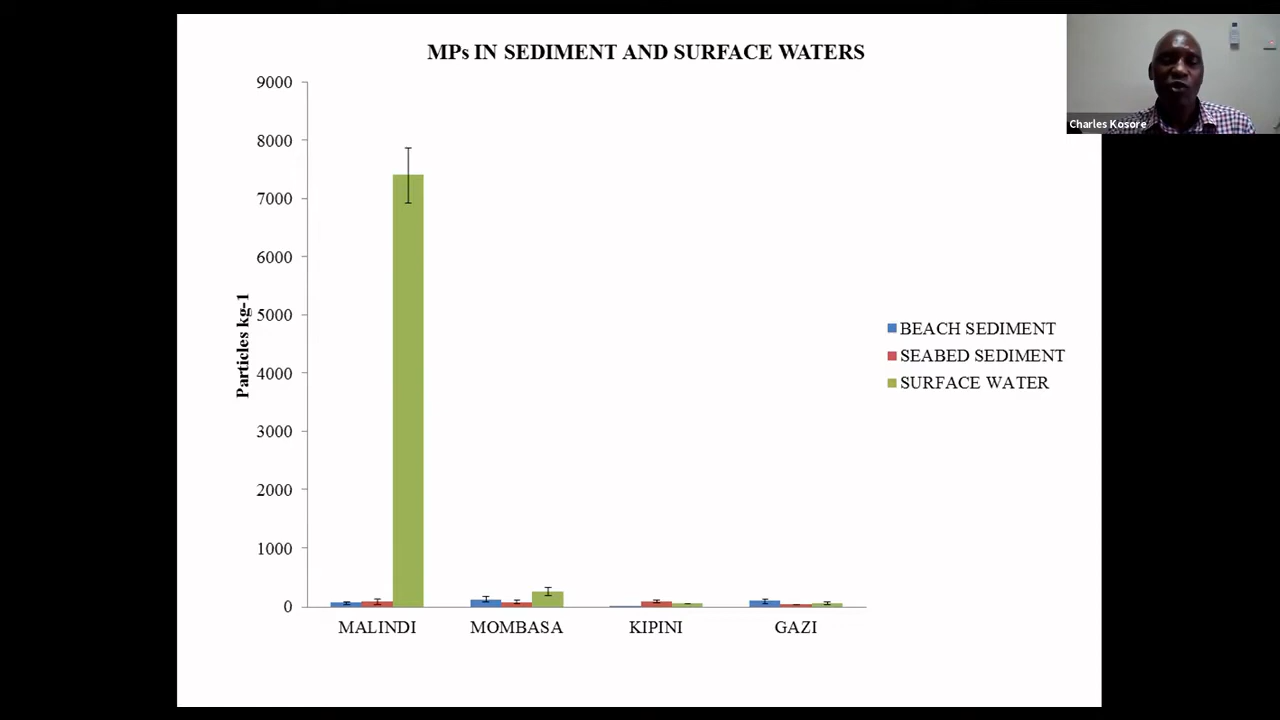 MPs IN SEDIMENT AND SURFACE WATERS
Charles Kosore
9000
8000
7000
6000
5000
4000
3000
2000
1000
0
Particles kg-1
BEACH SEDIMENT
SEABED SEDIMENT
SURFACE WATER
MALINDI MOMBASA KIPINI GAZI